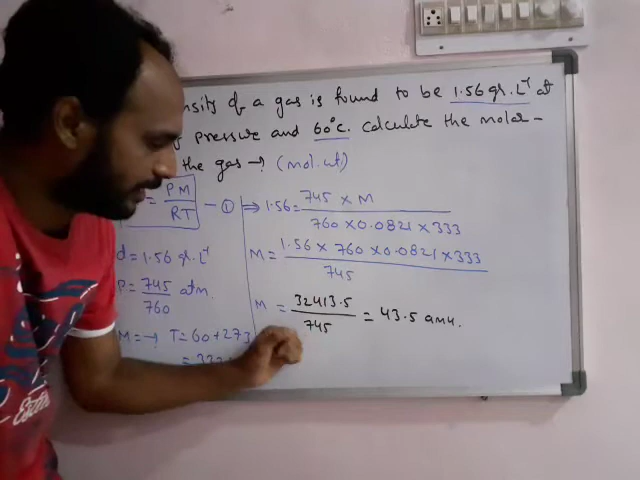 nsity of a gas is found to be 1.56 gr. L⁻¹ at
pressure and 60°c. Calculate the molar-
the gas → (mol. wt)
= PM/RT - ① ⇒ 1.56 = 745 × M / 760 × 0.0821 × 333
d = 1.56 gr. L⁻¹
M = 1.56 × 760 × 0.0821 × 333 / 745
P = 745/760 atm.
M = 32413.5 / 745 = 43.5 amu.
M = → T = 60 + 273